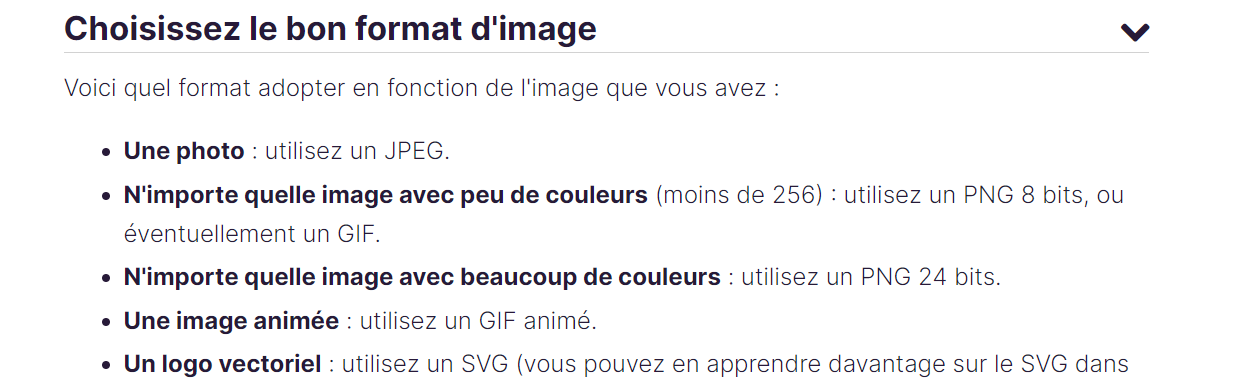 Choisissez le bon format d'image
Voici quel format adopter en fonction de l'image que vous avez :
• Une photo : utilisez un JPEG.
• N'importe quelle image avec peu de couleurs (moins de 256) : utilisez un PNG 8 bits, ou
éventuellement un GIF.
• N'importe quelle image avec beaucoup de couleurs : utilisez un PNG 24 bits.
• Une image animée : utilisez un GIF animé.
• Un logo vectoriel : utilisez un SVG (vous pouvez en apprendre davantage sur le SVG dans